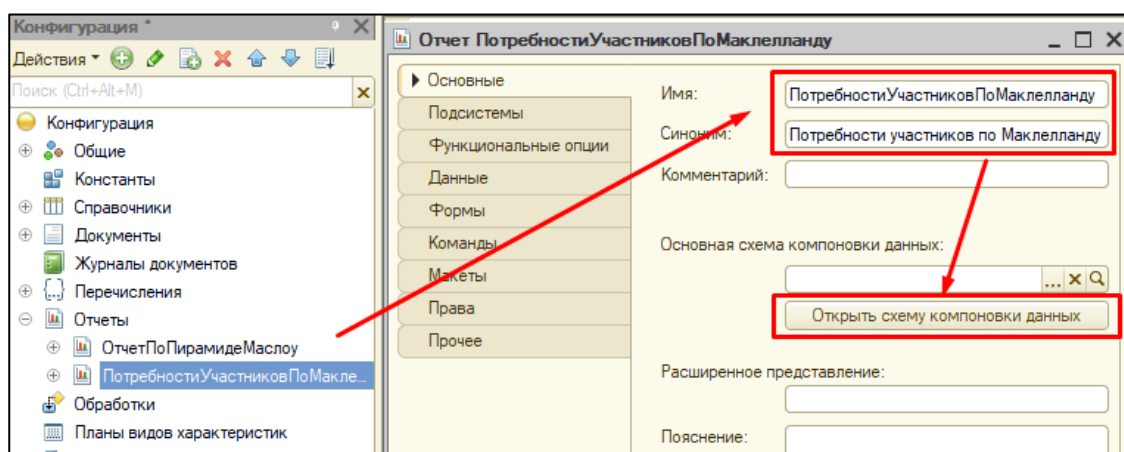 Конфигурация *
Действия
Поиск (Ctrl+Alt+M)
Конфигурация
Общие
Константы
Справочники
Документы
Журналы документов
Перечисления
Отчеты
ОтчетПоПирамидеМаслоу
ПотребностиУчастниковПоМакле...
Обработки
Планы видов характеристик
Отчет ПотребностиУчастниковПоМаклелланду
Основные
Подсистемы
Функциональные опции
Данные
Формы
Команды
Макеты
Права
Прочее
Имя:
ПотребностиУчастниковПоМаклелланду
Синоним:
Потребности участников по Маклелланду
Комментарий:
Основная схема компоновки данных:
...
Открыть схему компоновки данных
Расширенное представление:
Пояснение: